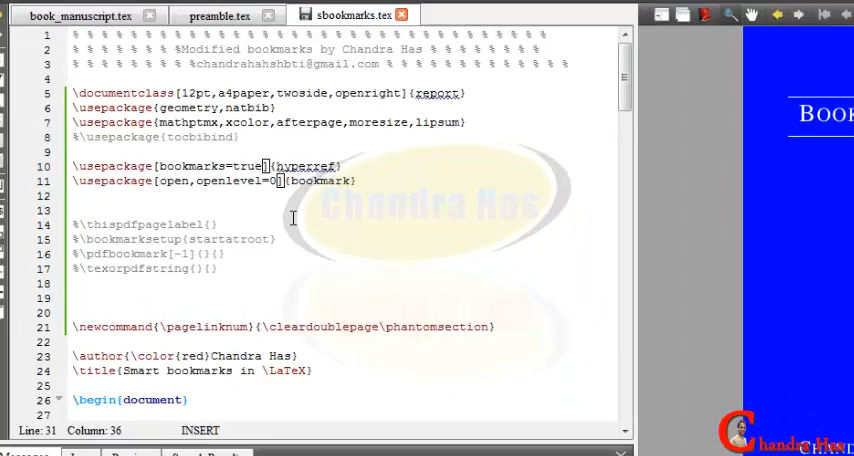 book_manuscript.tex
preamble.tex
sbookmarks.tex
1 % % % % % % % % % % % % % % % % % % % % % % % % % % % % % % % % %
2 % % % % % % % %Modified bookmarks by Chandra Has % % % % % % % %
3 % % % % % % % % %chandrahahshbti@gmail.com % % % % % % % % % % % % %
5 \documentclass[12pt,a4paper,twoside,openright]{report}
6 \usepackage{geometry,natbib}
7 \usepackage{mathptmx,xcolor,afterpage,moresize,lipsum}
8 %\usepackage{tocbibind}
9
10 \usepackage[bookmarks=true]{hyperref}
11 \usepackage[open,openlevel=0]{bookmark}
12
13
14 %\thispdfpagelabel{}
15 %\bookmarksetup{startatroot}
16 %\pdfbookmark[-1]{}{}
17 %\texorpdfstring{}{}
18
19
20
21 \newcommand{\pagelinknum}{\cleardoublepage\phantomsection}
22
23 \author{\color{red}Chandra Has}
24 \title{Smart bookmarks in \LaTeX}
25
26 \begin{document}
27
Chandra Has
Line: 31 Column: 36 INSERT
Chandra Has